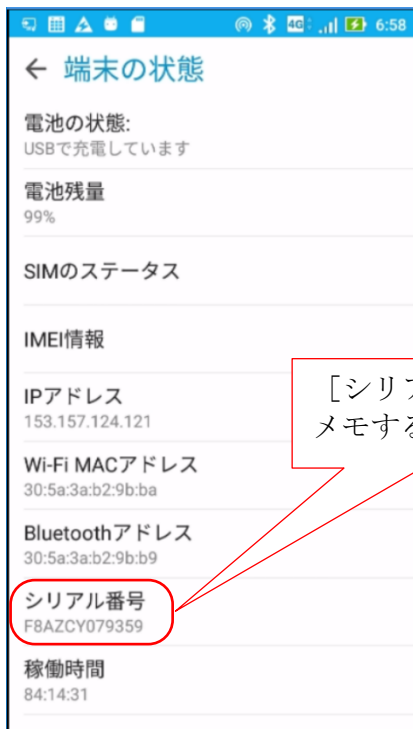 4G 6:58
← 端末の状態
電池の状態:
USBで充電しています
電池残量
99%
SIMのステータス
IMEI情報
IPアドレス
153.157.124.121
[シリア
メモする
Wi-Fi MACアドレス
30:5a:3a:b2:9b:ba
Bluetoothアドレス
30:5a:3a:b2:9b:b9
シリアル番号
F8AZCY079359
稼働時間
84:14:31